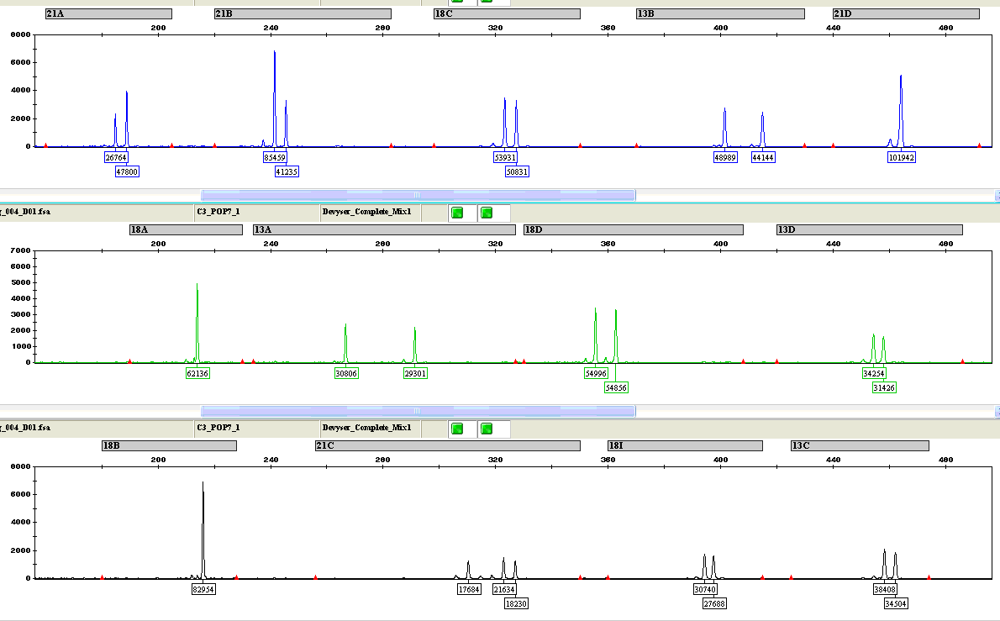 21A 21B 18C 13B 21D
200 240 280 320 360 400 440 480
8000
6000
4000
2000
0
26764 85459 53931 48989 44144 101942
47800 41235 50831
g_004_D01.fsa C3_POP7_1 Devyser_Complete_Mix1
18A 13A 18D 13D
200 240 280 320 360 400 440 480
7000
6000
5000
4000
3000
2000
1000
0
62136 30806 29301 54996 34254
54856 31426
g_004_D01.fsa C3_POP7_1 Devyser_Complete_Mix1
18B 21C 18I 13C
200 240 280 320 360 400 440 480
8000
6000
4000
2000
0
82954 17684 21634 30740 38408
18230 27688 34504